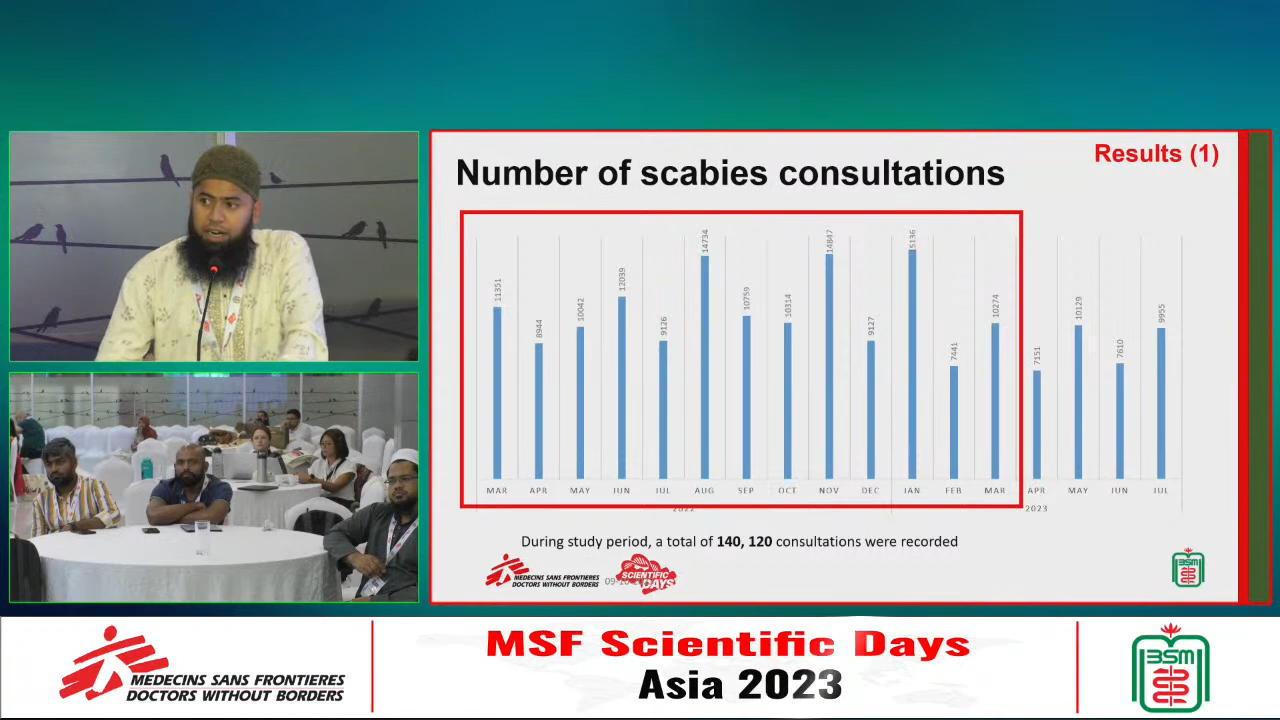 Results (1)
Number of scabies consultations
11351
8944
10042
12039
9126
14734
10759
10314
14847
9127
15136
7441
10274
7151
10129
7610
9955
MAR APR MAY JUN JUL AUG SEP OCT NOV DEC JAN FEB MAR APR MAY JUN JUL
2022 2023
During study period, a total of 140, 120 consultations were recorded
MEDECINS SANS FRONTIERES
DOCTORS WITHOUT BORDERS
SCIENTIFIC
DAYS
MEDECINS SANS FRONTIERES
DOCTORS WITHOUT BORDERS
MSF Scientific Days
Asia 2023
BSM